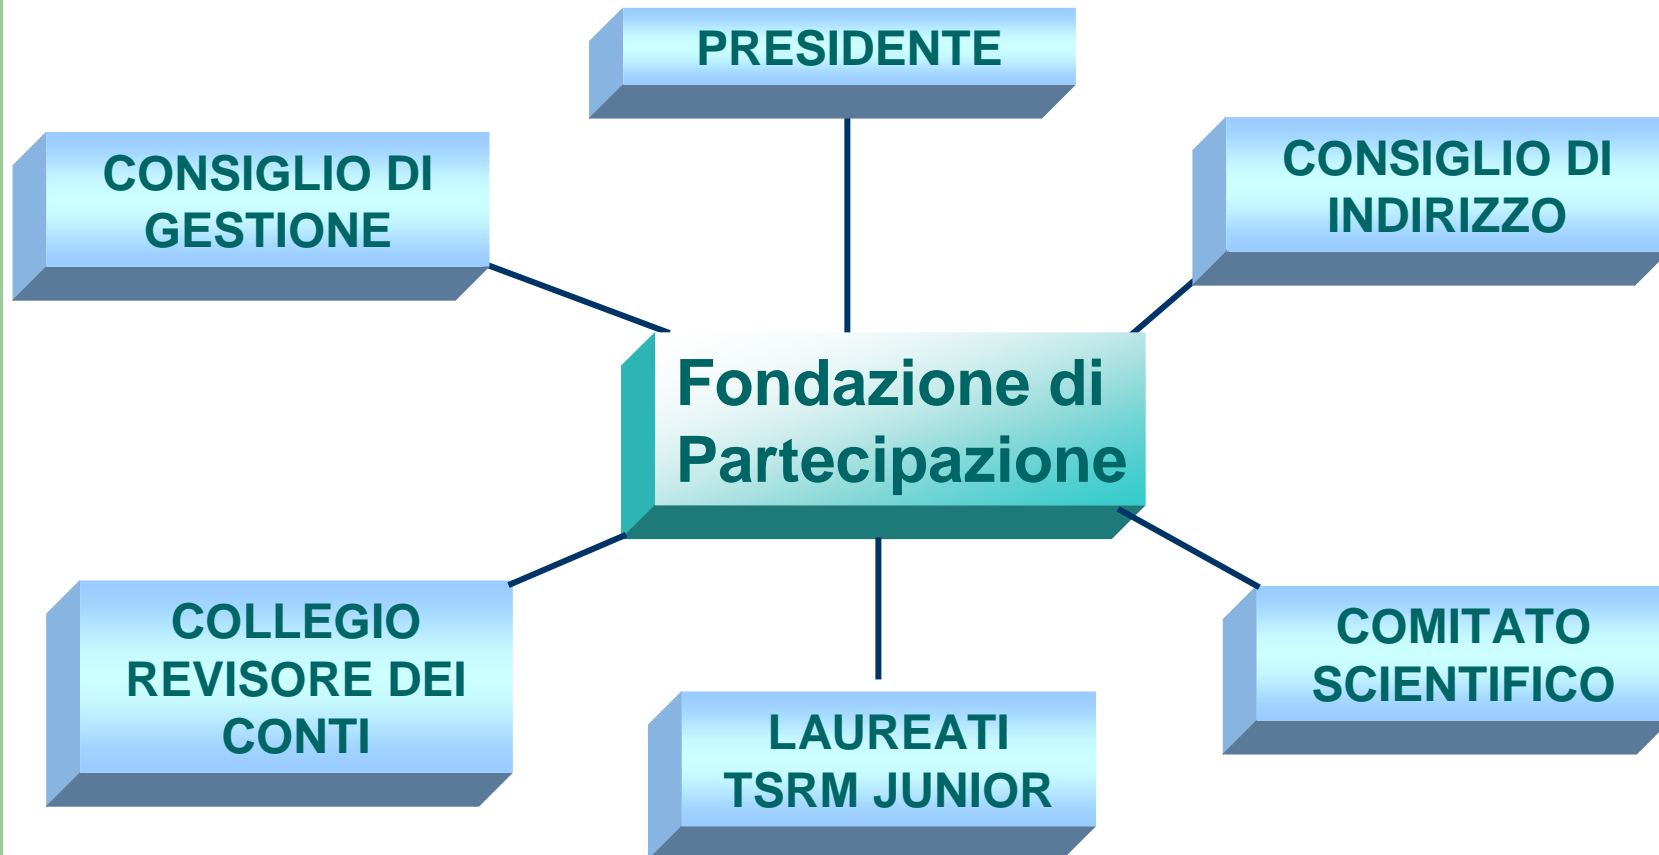 PRESIDENTE
CONSIGLIO DI
GESTIONE
CONSIGLIO DI
INDIRIZZO
Fondazione di
Partecipazione
COLLEGIO
REVISORE DEI
CONTI
LAUREATI
TSRM JUNIOR
COMITATO
SCIENTIFICO